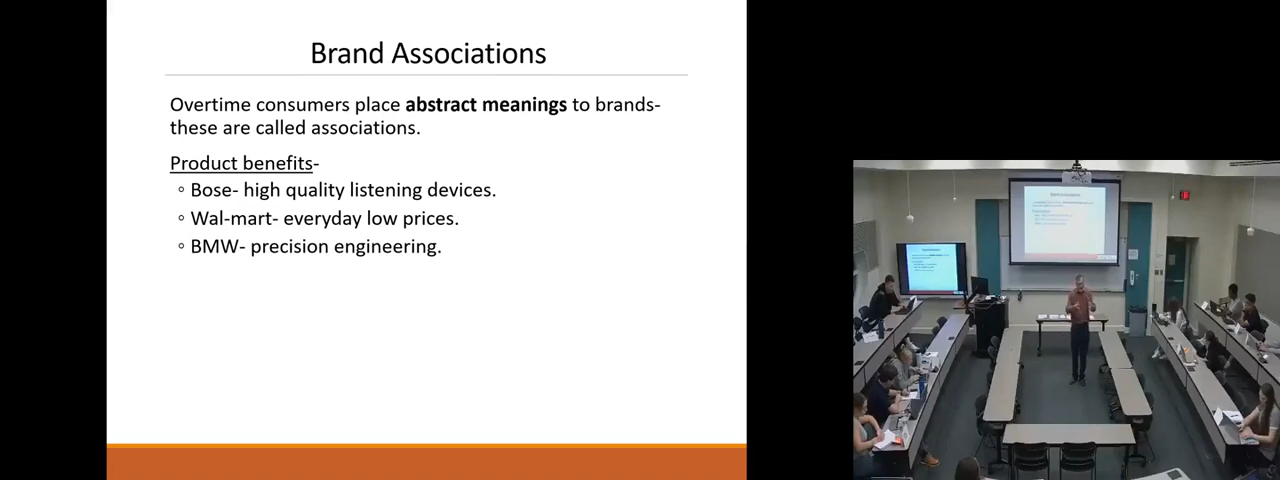 Brand Associations
Overtime consumers place abstract meanings to brands-
these are called associations.
Product benefits-
◦ Bose- high quality listening devices.
◦ Wal-mart- everyday low prices.
◦ BMW- precision engineering.